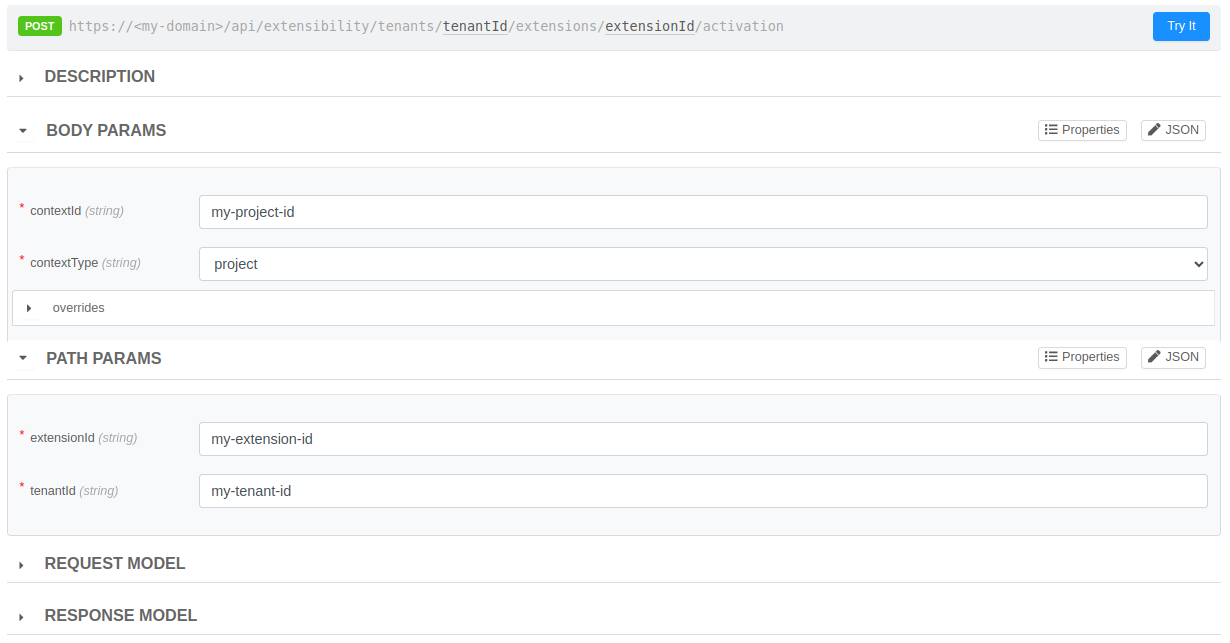 POST https://<my-domain>/api/extensibility/tenants/tenantId/extensions/extensionId/activation Try It
DESCRIPTION
BODY PARAMS Properties JSON
* contextId (string) my-project-id
* contextType (string) project
overrides
PATH PARAMS Properties JSON
* extensionId (string) my-extension-id
* tenantId (string) my-tenant-id
REQUEST MODEL
RESPONSE MODEL